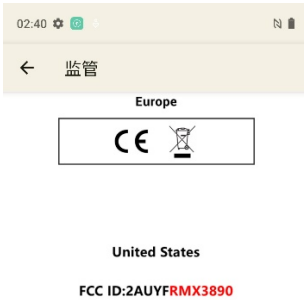 02:40
监管
Europe
CE
United States
FCC ID:2AUYFRMX3890